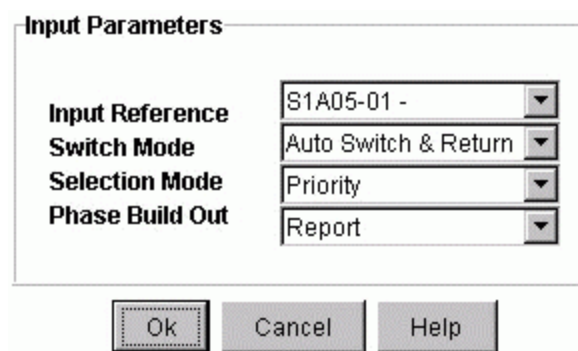 Input Parameters
Input Reference S1A05-01 -
Switch Mode Auto Switch & Return
Selection Mode Priority
Phase Build Out Report
Ok Cancel Help